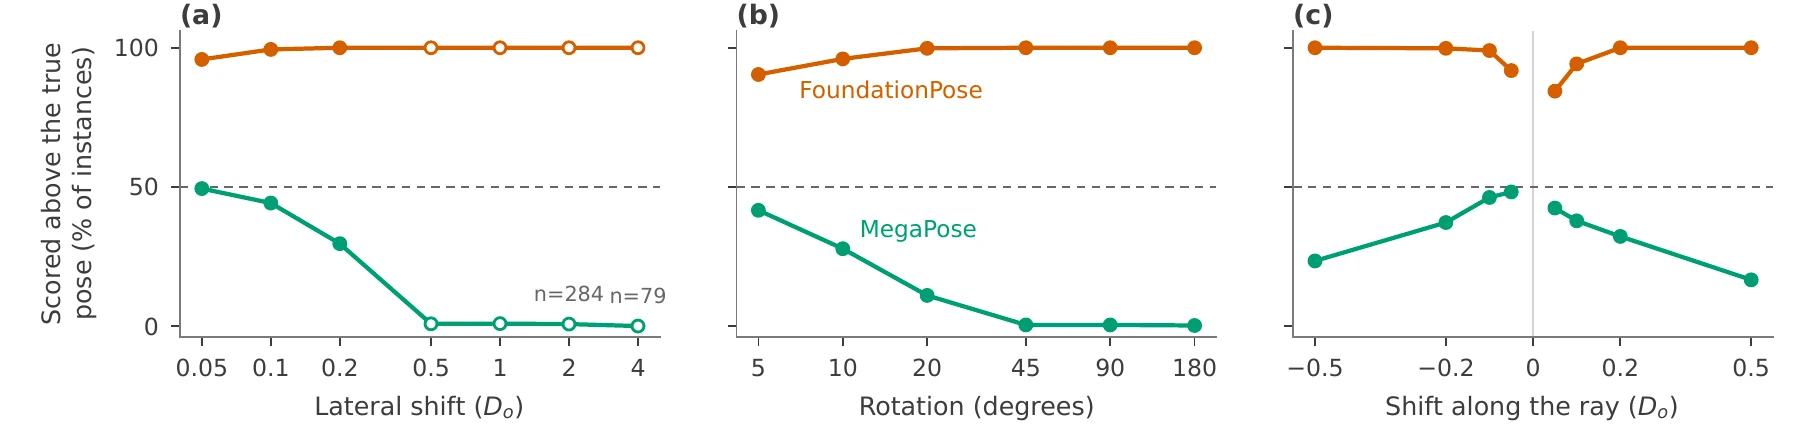 (a)
(b)
(c)
Scored above the true
pose (% of instances)
100
50
0
n=284
n=79
0.05 0.1 0.2 0.5 1 2 4
Lateral shift (Dₒ)
FoundationPose
MegaPose
5 10 20 45 90 180
Rotation (degrees)
−0.5 −0.2 0 0.2 0.5
Shift along the ray (Dₒ)